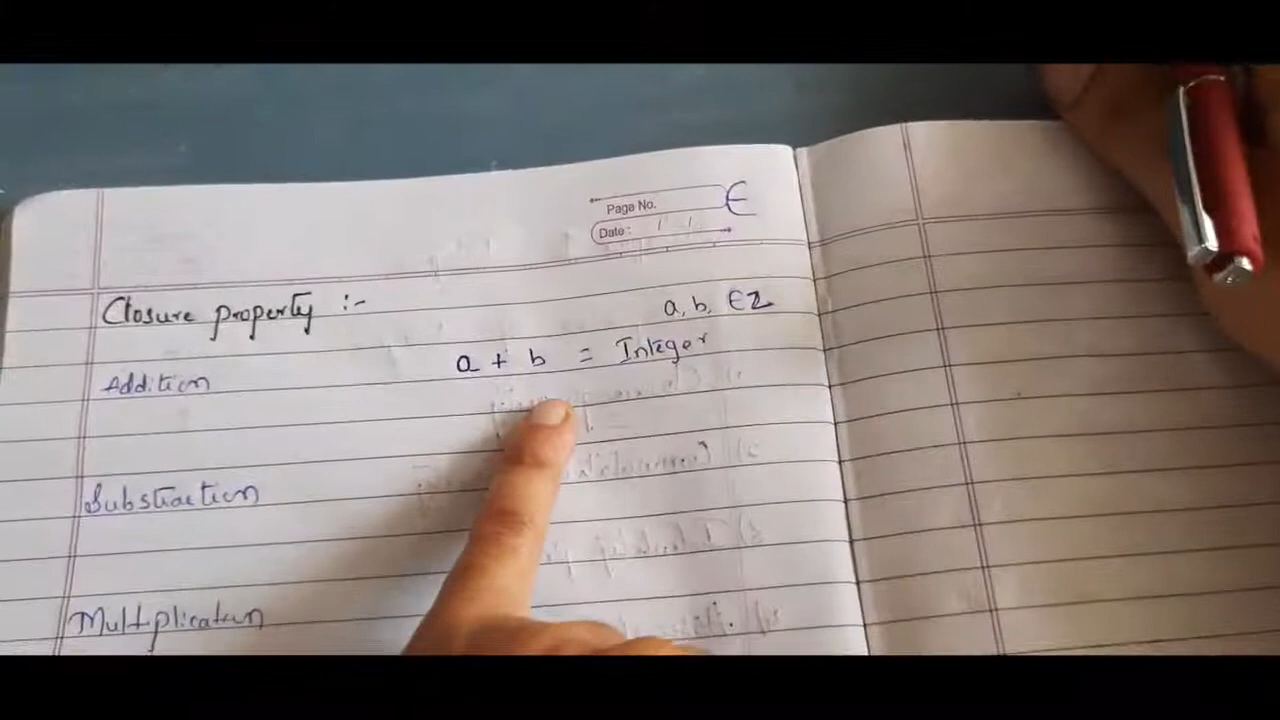 Page No.
∈
Date: / /
Closure property :-
a, b, ∈ Z
Addition a + b = Integer
Substraction
Multiplication